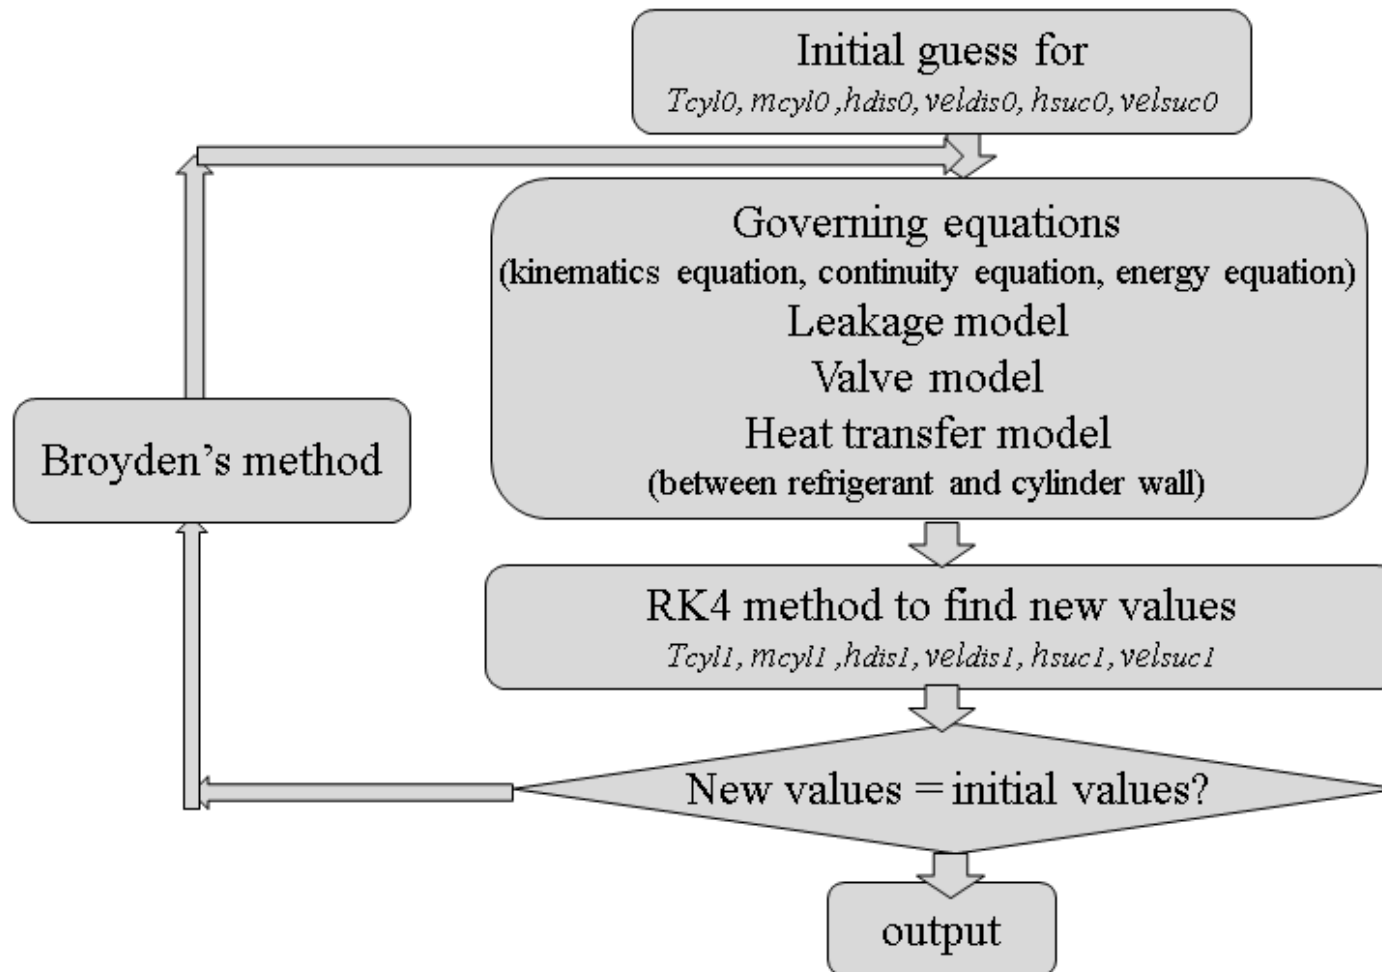 Initial guess for
Tcyl0, mcyl0 ,hdis0, veldis0, hsuc0, velsuc0
Governing equations
(kinematics equation, continuity equation, energy equation)
Leakage model
Valve model
Heat transfer model
(between refrigerant and cylinder wall)
Broyden's method
RK4 method to find new values
Tcyl1, mcyl1 ,hdis1, veldis1, hsuc1, velsuc1
New values = initial values?
output